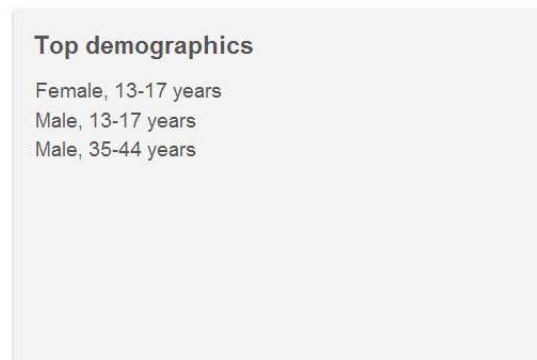 Top demographics
Female, 13-17 years
Male, 13-17 years
Male, 35-44 years